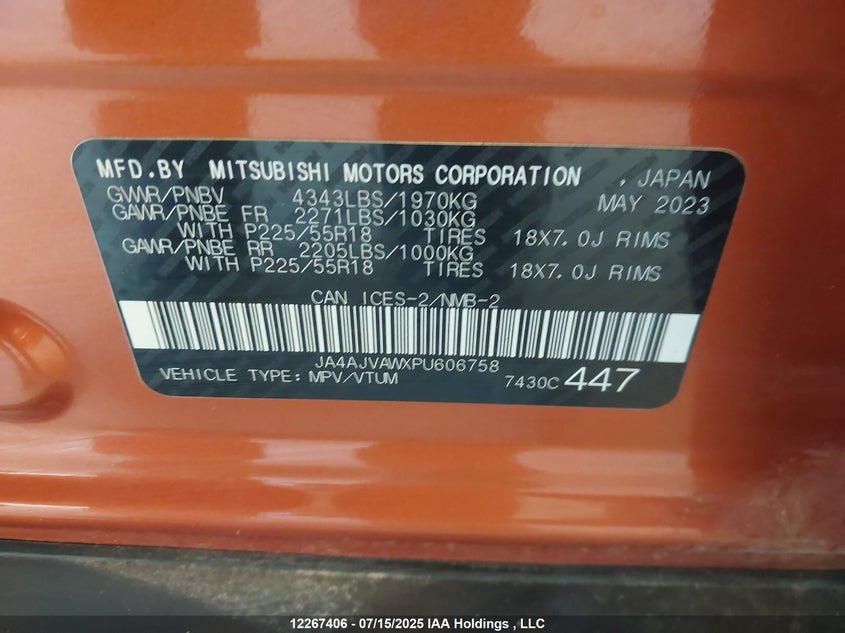 MFD.BY MITSUBISHI MOTORS CORPORATION , JAPAN
GVWR/PNBV 4343LBS/1970KG MAY 2023
GAWR/PNBE FR 2271LBS/1030KG
WITH P225/55R18 TIRES 18X7.0J RIMS
GAWR/PNBE RR 2205LBS/1000KG
WITH P225/55R18 TIRES 18X7.0J RIMS
CAN ICES-2/NMB-2
JA4AJVAWXPU606758
VEHICLE TYPE: MPV/VTUM 7430C 447
12267406 - 07/15/2025 IAA Holdings , LLC